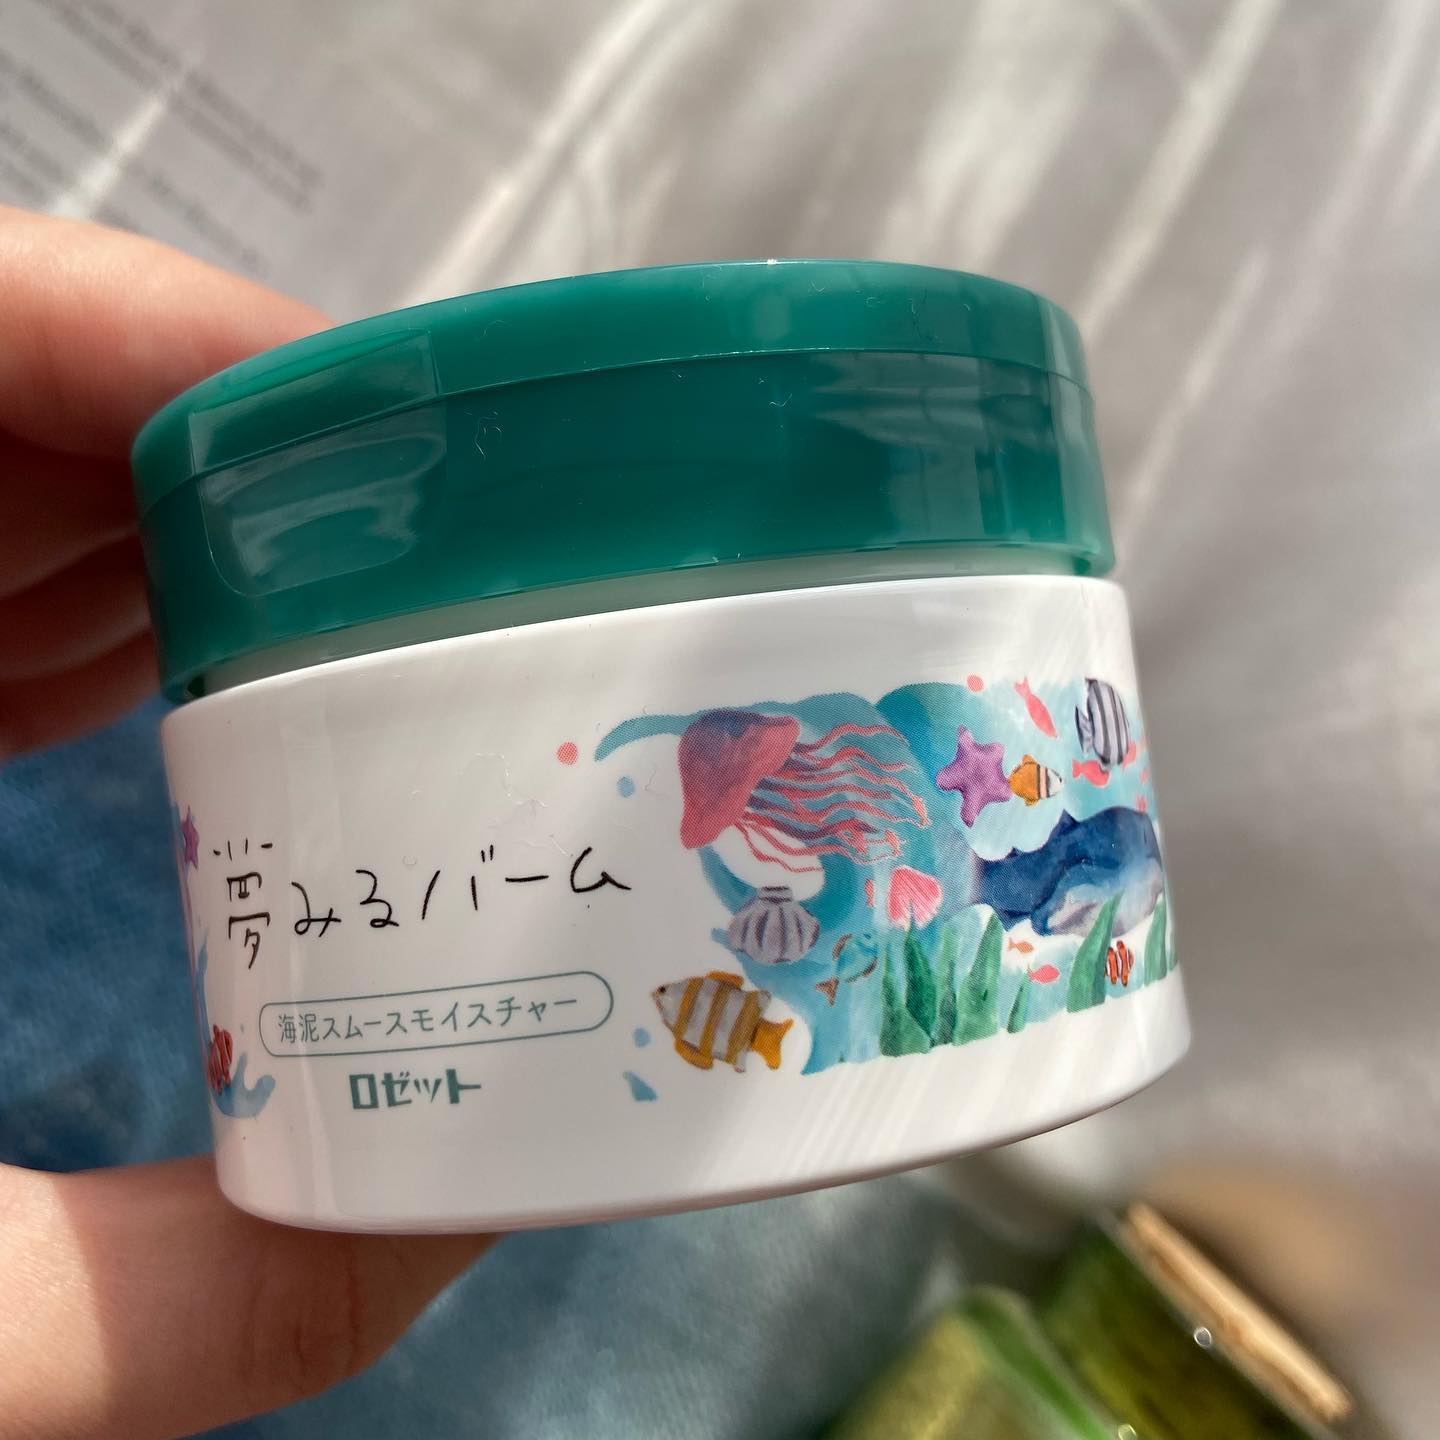 夢みるバーム
海泥スムースモイスチャー
ロゼット